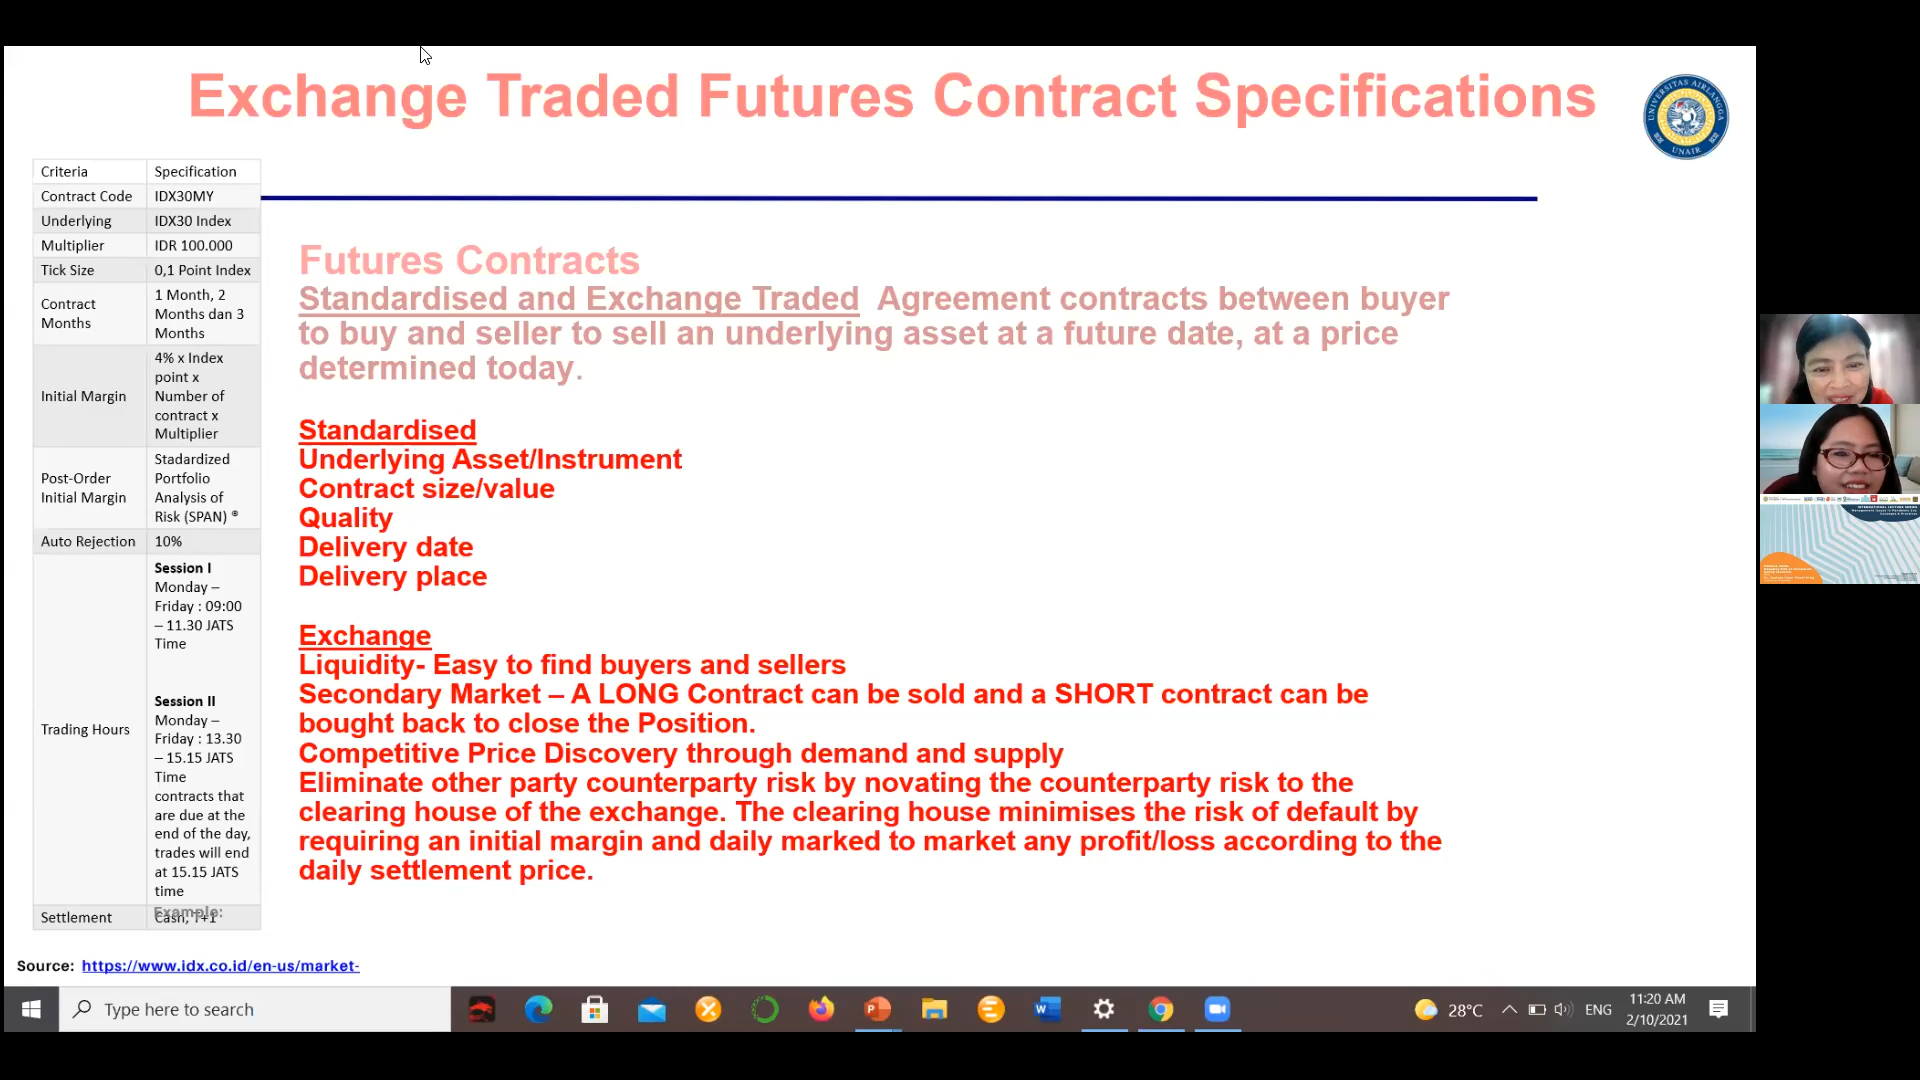 Exchange Traded Futures Contract Specifications
UNIVERSITAS AIRLANGGA
UNAIR
Criteria Specification
Contract Code IDX30MY
Underlying IDX30 Index
Multiplier IDR 100.000
Tick Size 0,1 Point Index
Contract Months
1 Month, 2
Months dan 3
Months
Initial Margin
4% x Index
point x
Number of
contract x
Multiplier
Post-Order
Initial Margin
Stadardized
Portfolio
Analysis of
Risk (SPAN) ®
Auto Rejection 10%
Trading Hours
Session I
Monday –
Friday : 09:00
– 11.30 JATS
Time
Session II
Monday –
Friday : 13.30
– 15.15 JATS
Time
contracts that
are due at the
end of the day,
trades will end
at 15.15 JATS
time
Example:
Settlement Cash, T+1
Futures Contracts
Standardised and Exchange Traded Agreement contracts between buyer
to buy and seller to sell an underlying asset at a future date, at a price
determined today.
Standardised
Underlying Asset/Instrument
Contract size/value
Quality
Delivery date
Delivery place
Exchange
Liquidity- Easy to find buyers and sellers
Secondary Market – A LONG Contract can be sold and a SHORT contract can be
bought back to close the Position.
Competitive Price Discovery through demand and supply
Eliminate other party counterparty risk by novating the counterparty risk to the
clearing house of the exchange. The clearing house minimises the risk of default by
requiring an initial margin and daily marked to market any profit/loss according to the
daily settlement price.
Source: https://www.idx.co.id/en-us/market-
Type here to search
28°C
ENG
11:20 AM
2/10/2021
INTERNATIONAL LECTURE SERIES